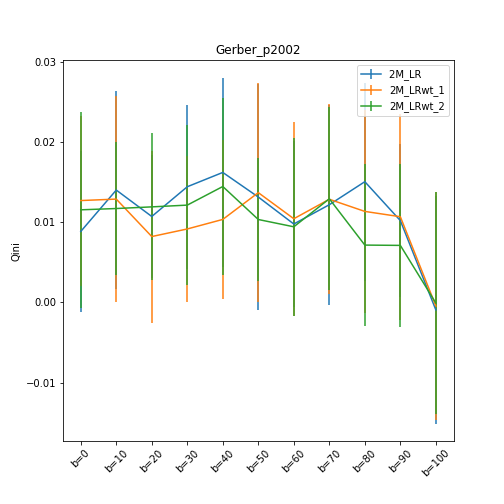 Gerber_p2002
2M_LR
2M_LRwt_1
2M_LRwt_2
0.03
0.02
0.01
0.00
−0.01
Qini
b=0
b=10
b=20
b=30
b=40
b=50
b=60
b=70
b=80
b=90
b=100